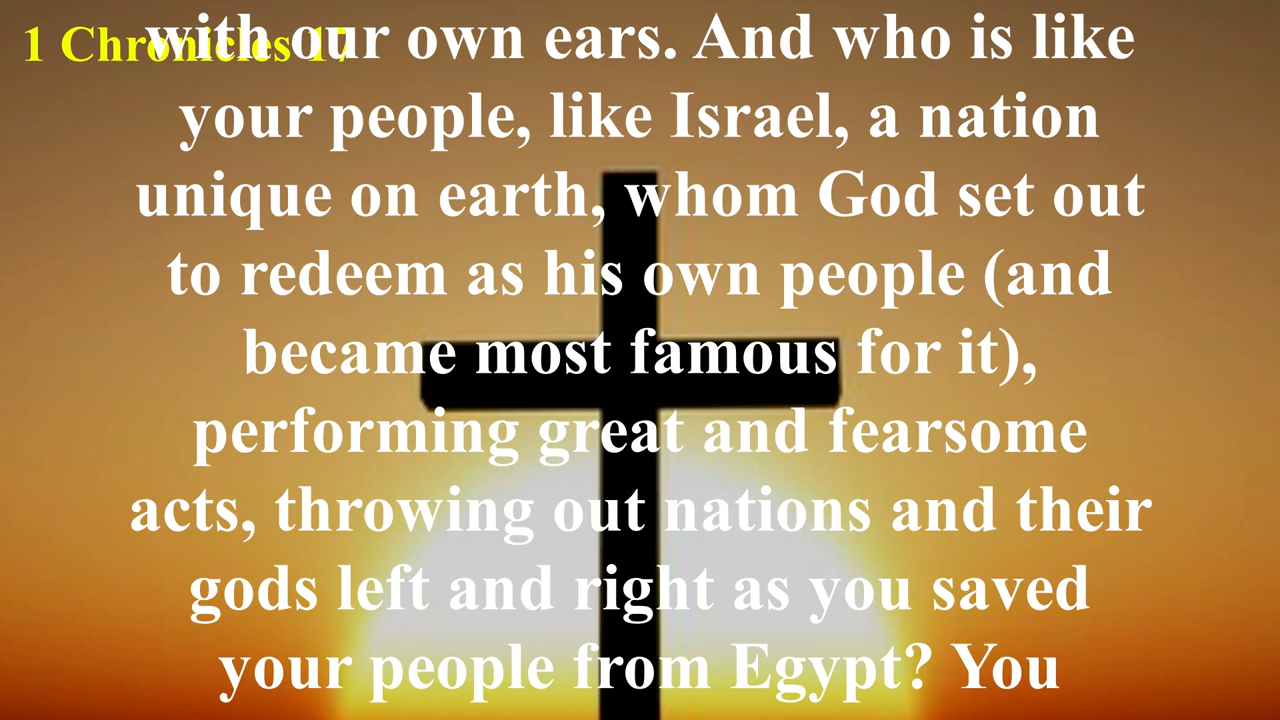 1 Chronicles 17
with our own ears. And who is like
your people, like Israel, a nation
unique on earth, whom God set out
to redeem as his own people (and
became most famous for it),
performing great and fearsome
acts, throwing out nations and their
gods left and right as you saved
your people from Egypt? You